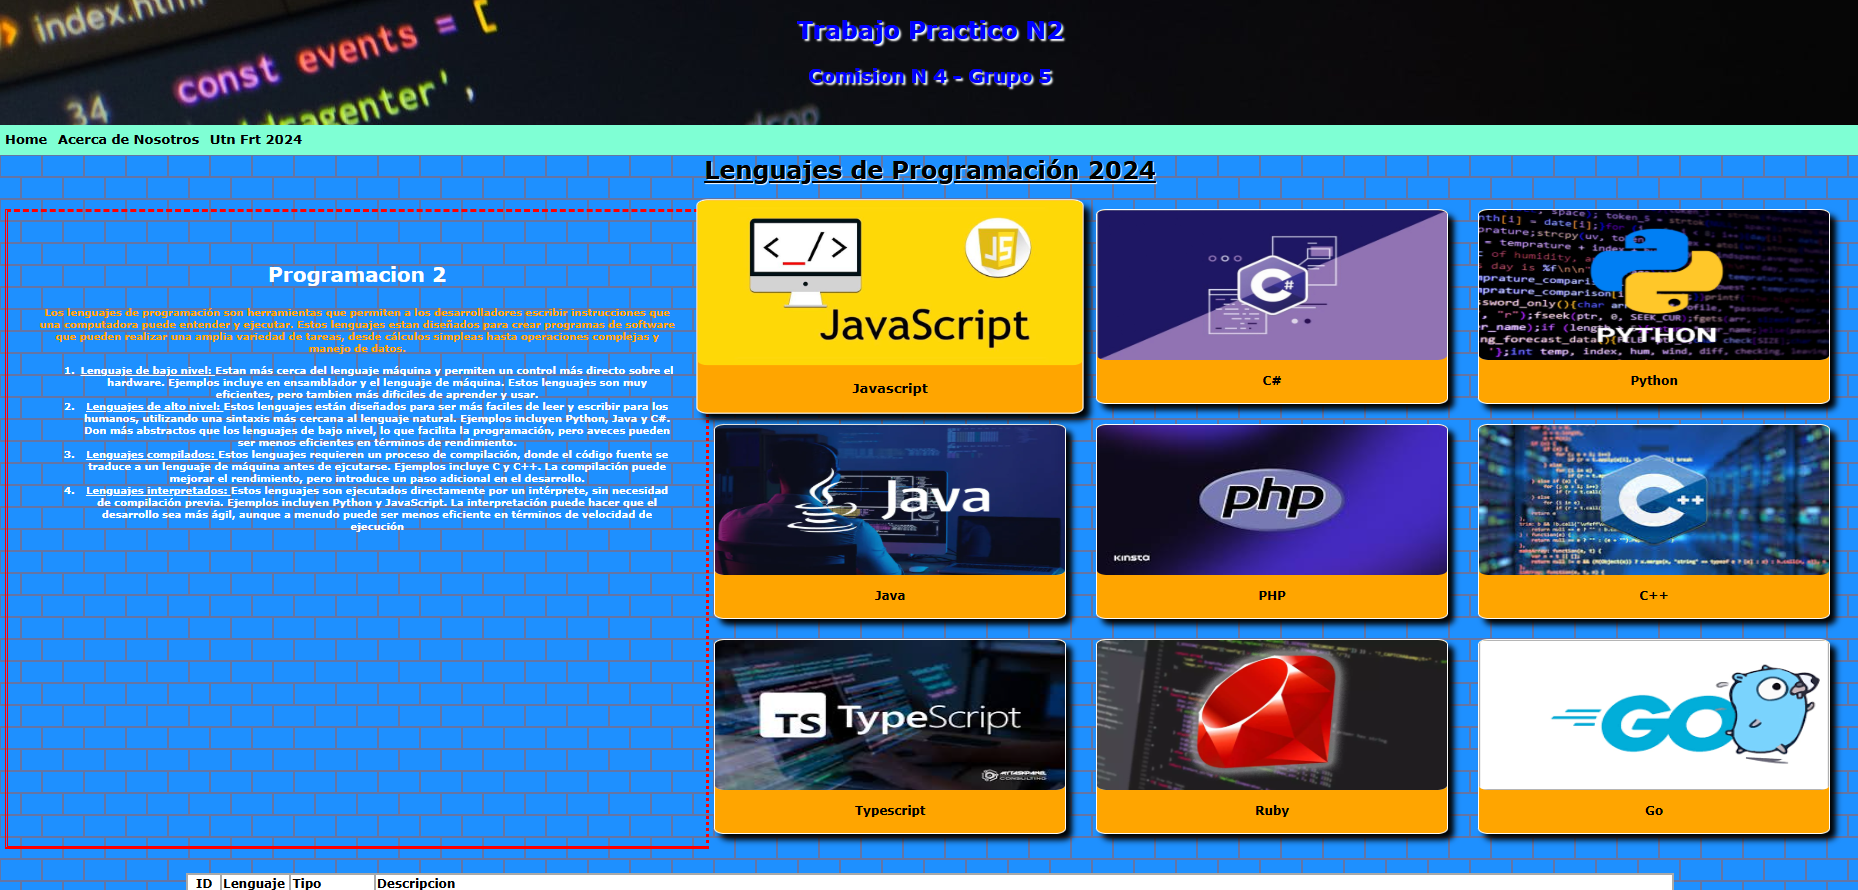 index.html
const events = [
34
dragenter',
drop
Trabajo Practico N2
Comision N 4 - Grupo 5
Home Acerca de Nosotros Utn Frt 2024
Lenguajes de Programación 2024
Programacion 2
Los lenguajes de programación son herramientas que permiten a los desarrolladores escribir instrucciones que
una computadora puede entender y ejecutar. Estos lenguajes estan diseñados para crear programas de software
que pueden realizar una amplia variedad de tareas, desde cálculos simpleas hasta operaciones complejas y
manejo de datos.
1. Lenguaje de bajo nivel: Estan más cerca del lenguaje máquina y permiten un control más directo sobre el
hardware. Ejemplos incluye en ensamblador y el lenguaje de máquina. Estos lenguajes son muy
eficientes, pero tambien más dificiles de aprender y usar.
2. Lenguajes de alto nivel: Estos lenguajes están diseñados para ser más faciles de leer y escribir para los
humanos, utilizando una sintaxis más cercana al lenguaje natural. Ejemplos incluyen Python, Java y C#.
Don más abstractos que los lenguajes de bajo nivel, lo que facilita la programación, pero aveces pueden
ser menos eficientes en términos de rendimiento.
3. Lenguajes compilados: Estos lenguajes requieren un proceso de compilación, donde el código fuente se
traduce a un lenguaje de máquina antes de ejcutarse. Ejemplos incluye C y C++. La compilación puede
mejorar el rendimiento, pero introduce un paso adicional en el desarrollo.
4. Lenguajes interpretados: Estos lenguajes son ejecutados directamente por un intérprete, sin necesidad
de compilación previa. Ejemplos incluyen Python y JavaScript. La interpretación puede hacer que el
desarrollo sea más ágil, aunque a menudo puede ser menos eficiente en términos de velocidad de
ejecución
<_/>
JS
JavaScript
Javascript
C#
C#
PYTHON
Python
Java
Java
php
KINSTA
PHP
C++
C++
TS TypeScript
Typescript
Ruby
GO
Go
ID Lenguaje Tipo Descripcion